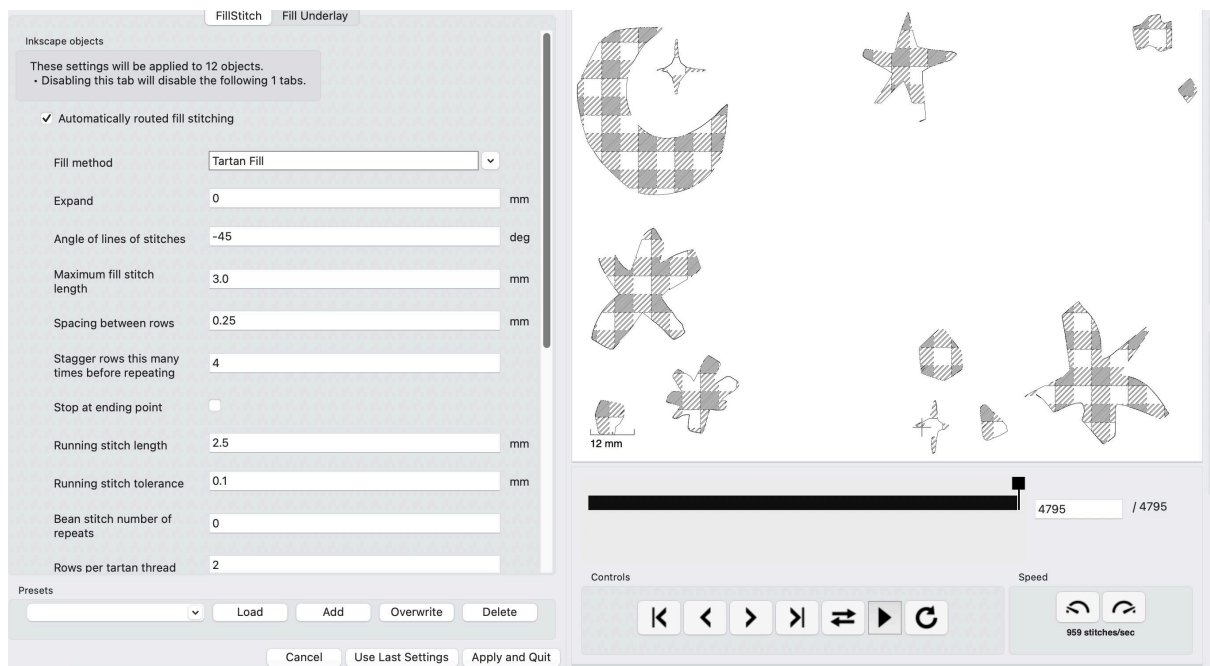 FillStitch Fill Underlay
Inkscape objects
These settings will be applied to 12 objects.
• Disabling this tab will disable the following 1 tabs.
Automatically routed fill stitching
Fill method Tartan Fill
Expand 0 mm
Angle of lines of stitches -45 deg
Maximum fill stitch
length 3.0 mm
Spacing between rows 0.25 mm
Stagger rows this many
times before repeating 4
Stop at ending point
Running stitch length 2.5 mm
Running stitch tolerance 0.1 mm
Bean stitch number of
repeats 0
Rows per tartan thread 2
Presets
Load Add Overwrite Delete
Cancel Use Last Settings Apply and Quit
12 mm
4795 / 4795
Controls Speed
959 stitches/sec